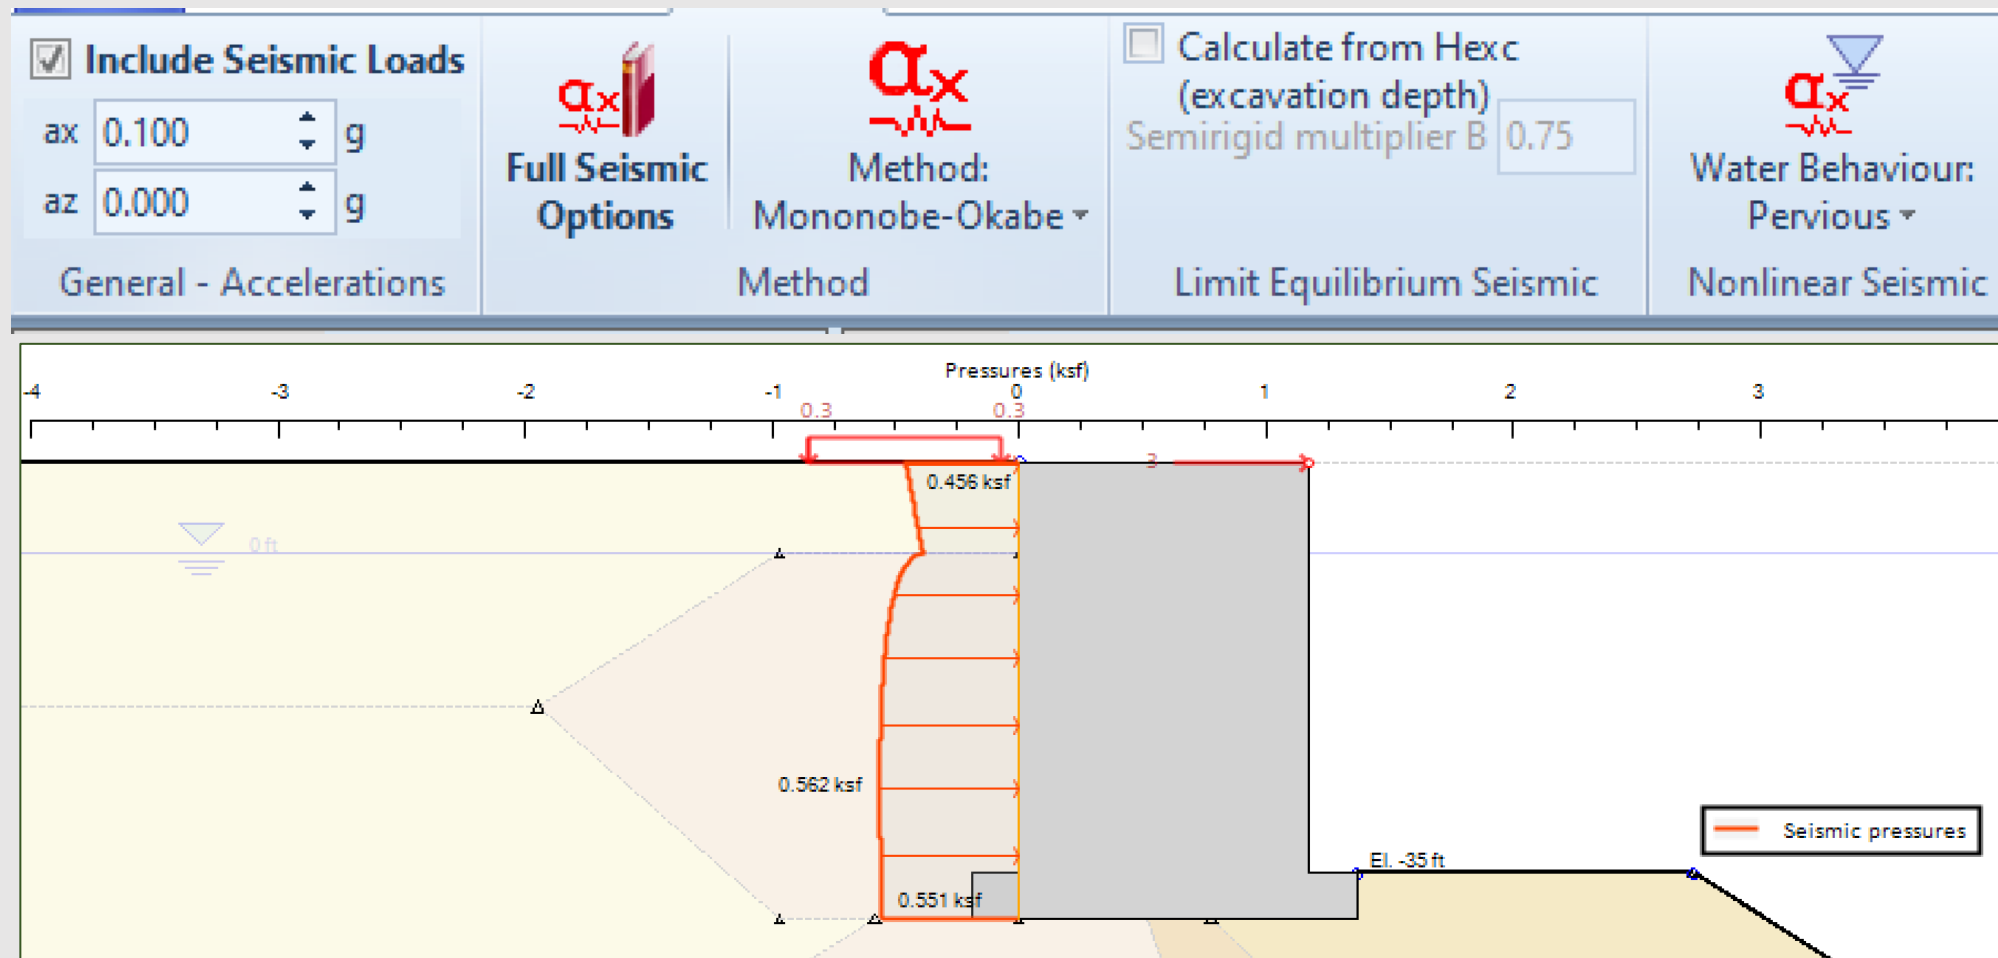 Include Seismic Loads
ax 0.100 g
az 0.000 g
General - Accelerations
αx
Full Seismic
Options
αx
Method:
Mononobe-Okabe
Method
Calculate from Hexc
(excavation depth)
Semirigid multiplier B 0.75
Limit Equilibrium Seismic
αx
Water Behaviour:
Pervious
Nonlinear Seismic
Pressures (ksf)
-4 -3 -2 -1 0 1 2 3
0.3 0.3
3
0.456 ksf
0 ft
0.562 ksf
Seismic pressures
El. -35 ft
0.551 ksf